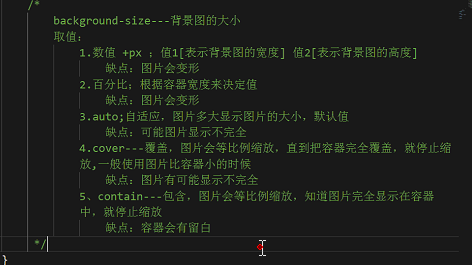 /*
background-size---背景图的大小
取值：
1.数值 +px ；值1[表示背景图的宽度] 值2[表示背景图的高度]
缺点：图片会变形
2.百分比；根据容器宽度来决定值
缺点：图片会变形
3.auto;自适应，图片多大显示图片的大小，默认值
缺点：可能图片显示不完全
4.cover---覆盖，图片会等比例缩放，直到把容器完全覆盖，就停止缩
放,一般使用图片比容器小的时候
缺点：图片有可能显示不完全
5、contain---包含，图片会等比例缩放，知道图片完全显示在容器
中，就停止缩放
缺点：容器会有留白
*/
}